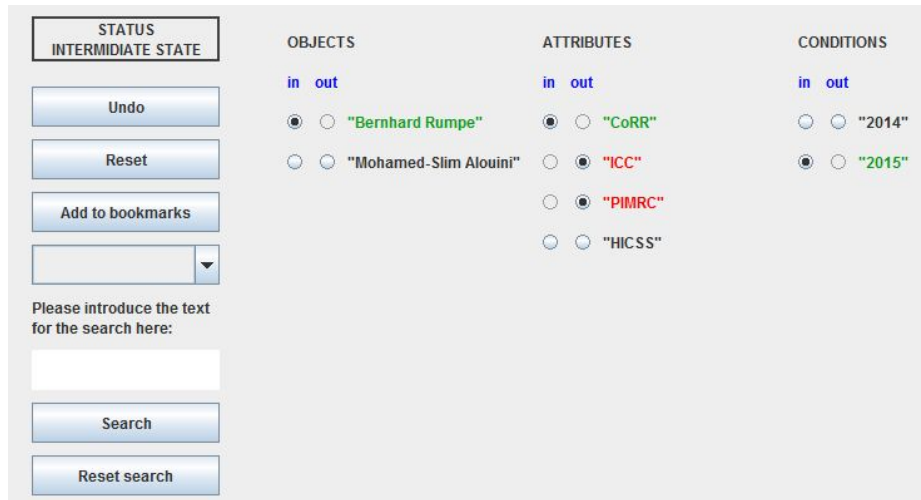 STATUS
INTERMIDIATE STATE
Undo
Reset
Add to bookmarks
Please introduce the text
for the search here:
Search
Reset search
OBJECTS
in out
"Bernhard Rumpe"
"Mohamed-Slim Alouini"
ATTRIBUTES
in out
"CoRR"
"ICC"
"PIMRC"
"HICSS"
CONDITIONS
in out
"2014"
"2015"